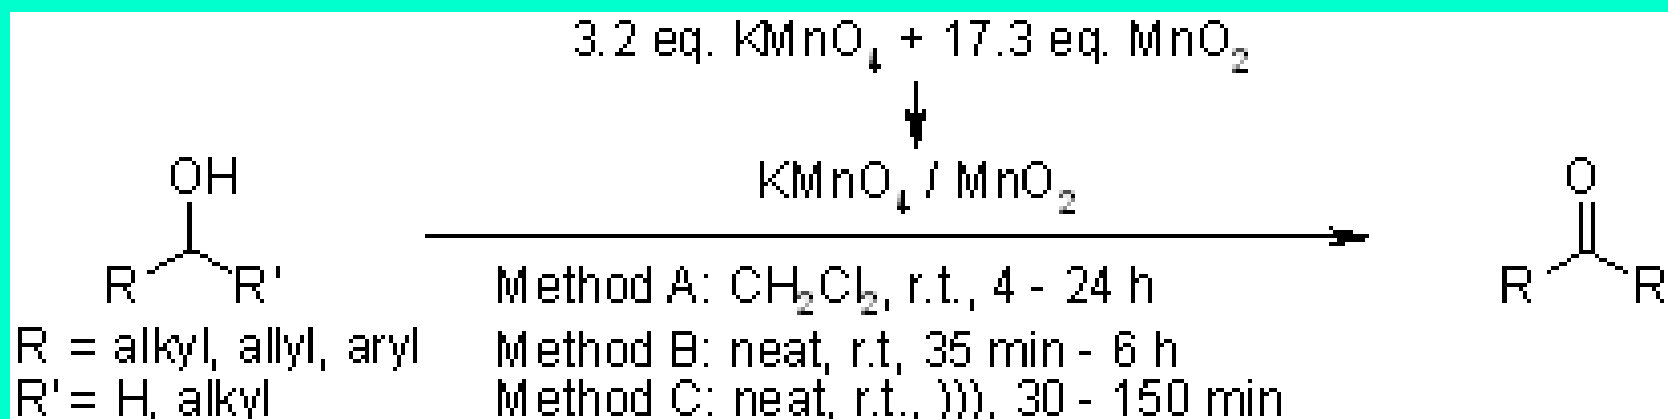 3.2 eq. KMnO₄ + 17.3 eq. MnO₂
KMnO₄ / MnO₂
OH
R R'
O
R R
Method A: CH₂Cl₂, r.t., 4 - 24 h
R = alkyl, allyl, aryl
Method B: neat, r.t, 35 min - 6 h
R' = H, alkyl
Method C: neat, r.t., ))), 30 - 150 min